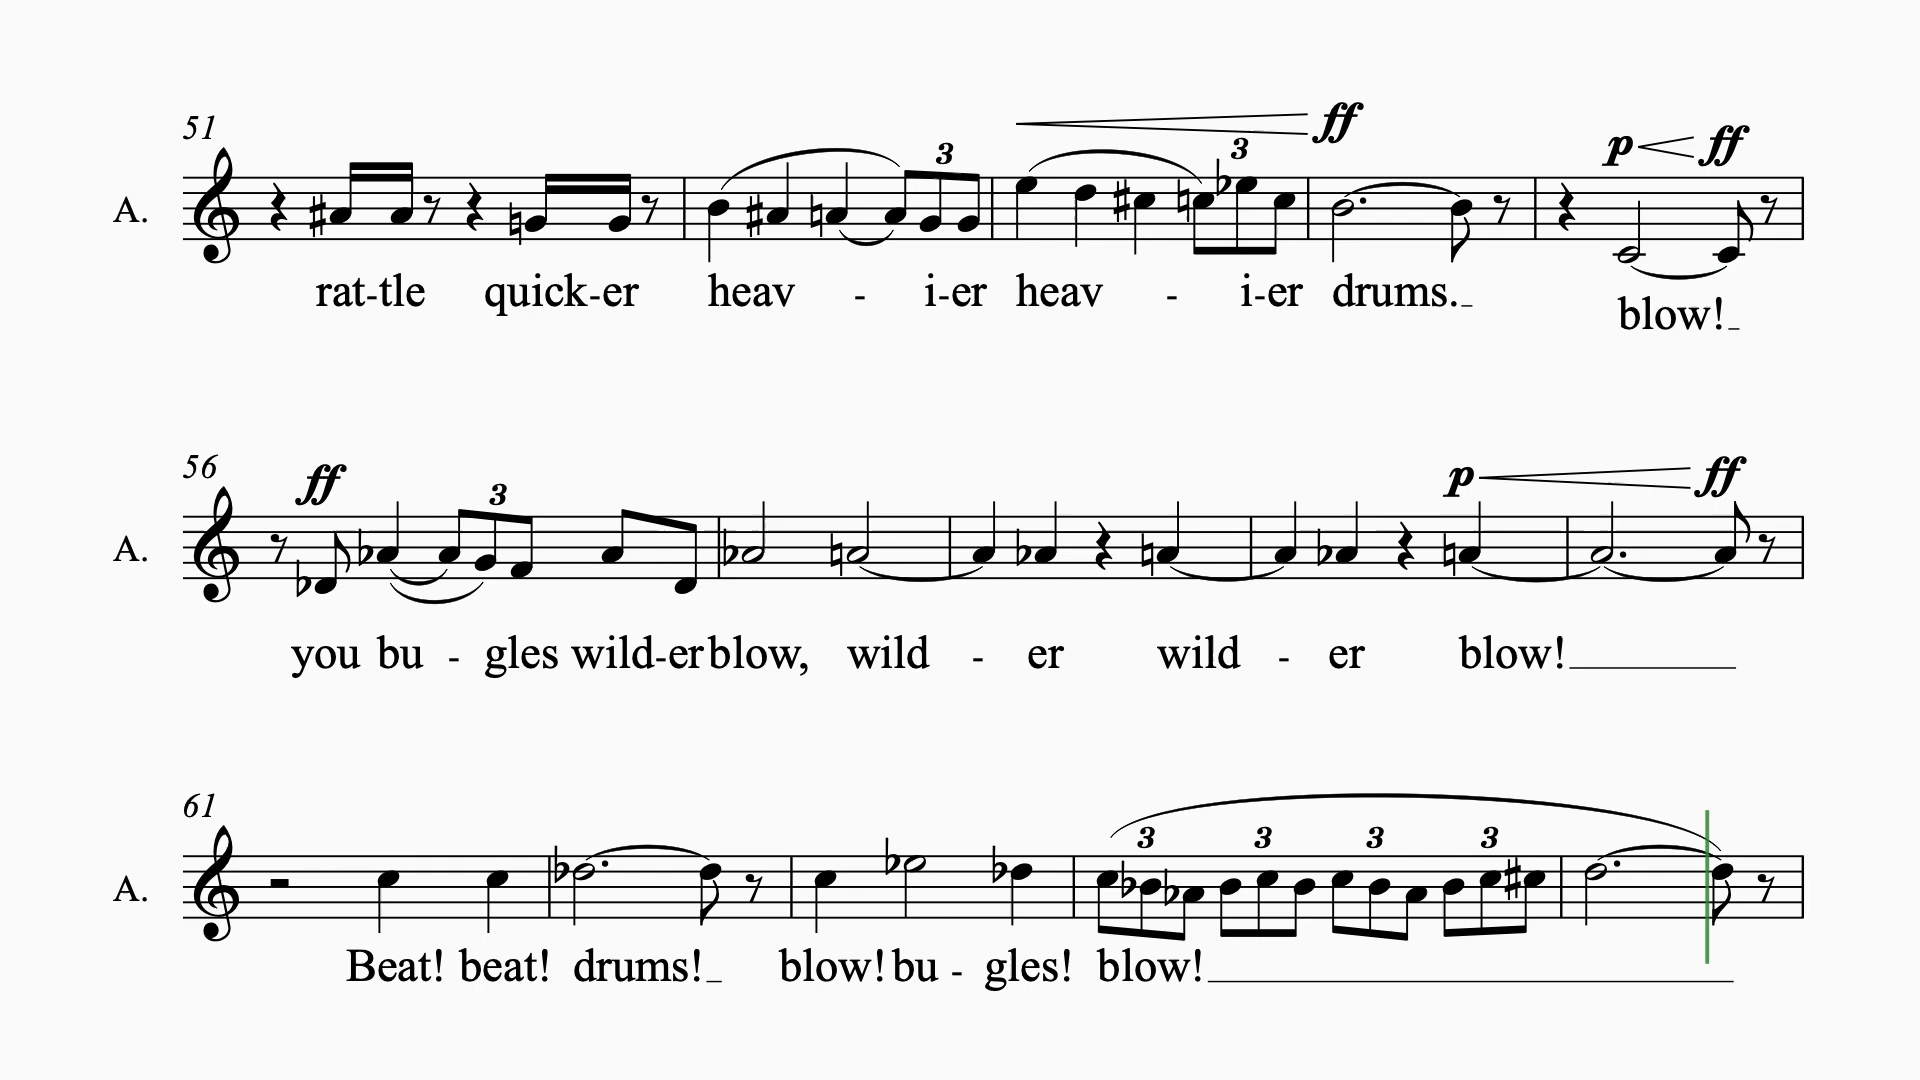 51
ff
3
3
p
ff
A.
rat-tle quick-er heav - i-er heav - i-er drums._
blow!_
56
ff
3
p
ff
A.
you bu - gles wild-er blow, wild - er wild - er blow!_
61
3 3 3 3
A.
Beat! beat! drums!_ blow! bu - gles! blow!_